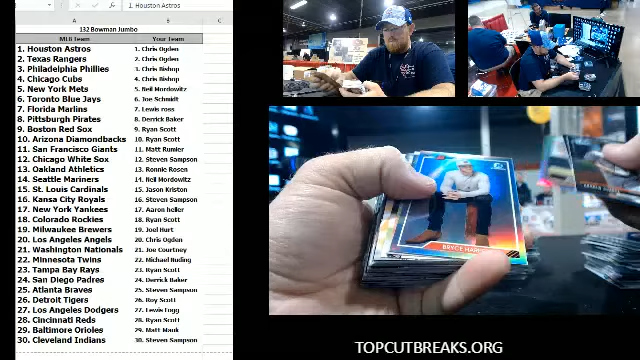 1. Houston Astros
A B C
132 Bowman Jumbo
MLB Team Your Team
1. Houston Astros 1. Chris Ogden
2. Texas Rangers 2. Chris Ogden
3. Philadelphia Phillies 3. Chris Bishop
4. Chicago Cubs 4. Chris Bishop
5. New York Mets 5. Neil Mordowitz
6. Toronto Blue Jays 6. Joe Schmidt
7. Florida Marlins 7. Lewis ross
8. Pittsburgh Pirates 8. Derrick Baker
9. Boston Red Sox 9. Ryan Scott
10. Arizona Diamondbacks 10. Ryan Scott
11. San Francisco Giants 11. Matt Rumler
12. Chicago White Sox 12. Steven Sampson
13. Oakland Athletics 13. Ronnie Rosen
14. Seattle Mariners 14. Neil Mordowitz
15. St. Louis Cardinals 15. Jason Kriston
16. Kansas City Royals 16. Steven Sampson
17. New York Yankees 17. Aaron heller
18. Colorado Rockies 18. Ryan Scott
19. Milwaukee Brewers 19. Joel Hurt
20. Los Angeles Angels 20. Chris Ogden
21. Washington Nationals 21. Joe Courtney
22. Minnesota Twins 22. Michael Ruding
23. Tampa Bay Rays 23. Ryan Scott
24. San Diego Padres 24. Derrick Baker
25. Atlanta Braves 25. Steven Sampson
26. Detroit Tigers 26. Roy Scott
27. Los Angeles Dodgers 27. Lewis Fogg
28. Cincinnati Reds 28. Ryan Scott
29. Baltimore Orioles 29. Matt Mauk
30. Cleveland Indians 30. Steven Sampson
BRYCE
TOPCUTBREAKS.ORG